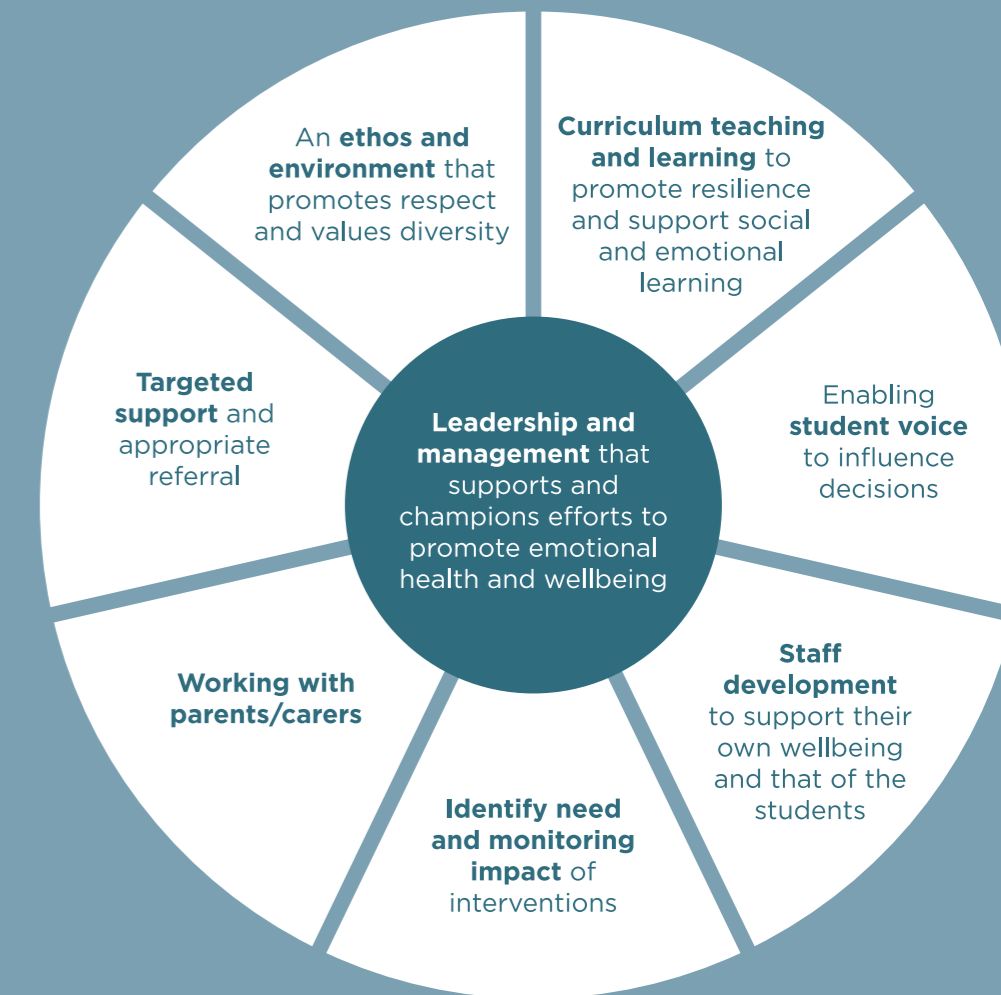 An ethos and
environment that
promotes respect
and values diversity
Curriculum teaching
and learning to
promote resilience
and support social
and emotional
learning
Enabling
student voice
to influence
decisions
Staff
development
to support their
own wellbeing
and that of the
students
Identify need
and monitoring
impact of
interventions
Working with
parents/carers
Targeted
support and
appropriate
referral
Leadership and
management that
supports and
champions efforts to
promote emotional
health and wellbeing